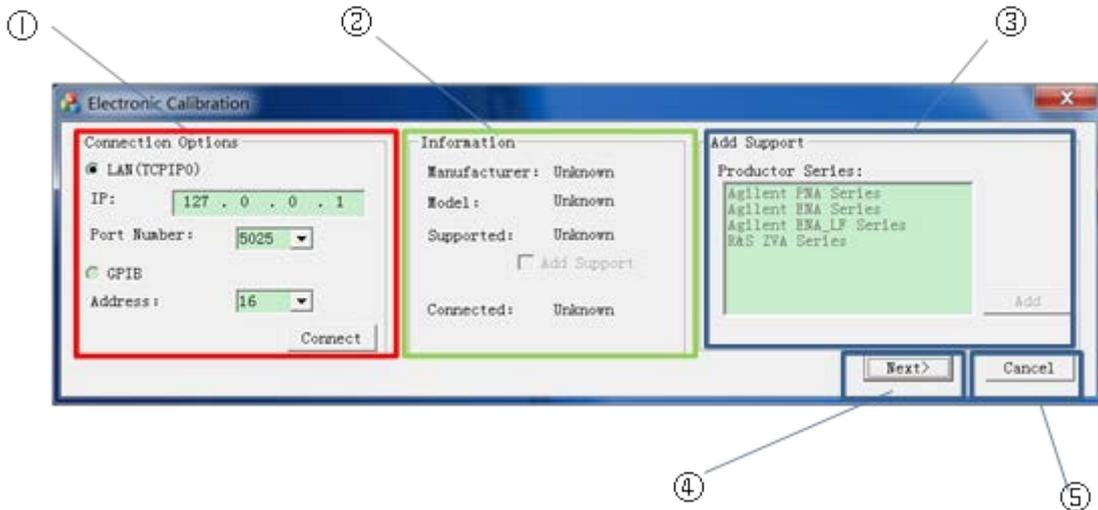 ① ② ③
Electronic Calibration
Connection Options
LAN(TCPIP0)
IP: 127 . 0 . 0 . 1
Port Number: 5025
GPIB
Address: 16
Connect
Information
Manufacturer: Unknown
Model: Unknown
Supported: Unknown
Add Support
Connected: Unknown
Add Support
Productor Series:
Agilent PNA Series
Agilent ENA Series
Agilent ENA_LF Series
R&S ZVA Series
Add
Next>
Cancel
④
⑤